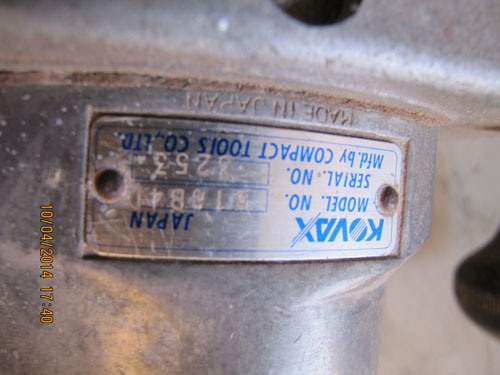 KOVAX JAPAN
MODEL. NO.
SERIAL. NO.
Mfd. by COMPACT TOOLS CO., LTD.
MADE IN JAPAN
10/04/2014 17:40